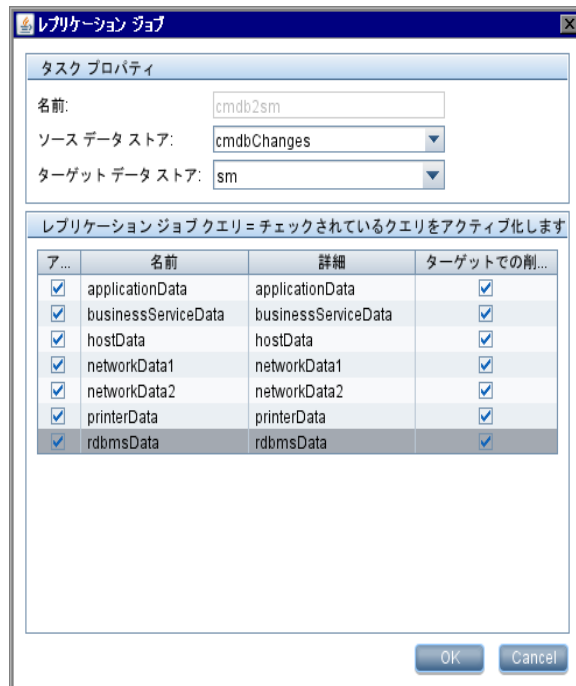 レプリケーション ジョブ
タスク プロパティ
名前: cmdb2sm
ソース データ ストア: cmdbChanges
ターゲット データ ストア: sm
レプリケーション ジョブ クエリ = チェックされているクエリをアクティブ化します
ア... 名前 詳細 ターゲットでの削...
applicationData applicationData
businessServiceData businessServiceData
hostData hostData
networkData1 networkData1
networkData2 networkData2
printerData printerData
rdbmsData rdbmsData
OK Cancel